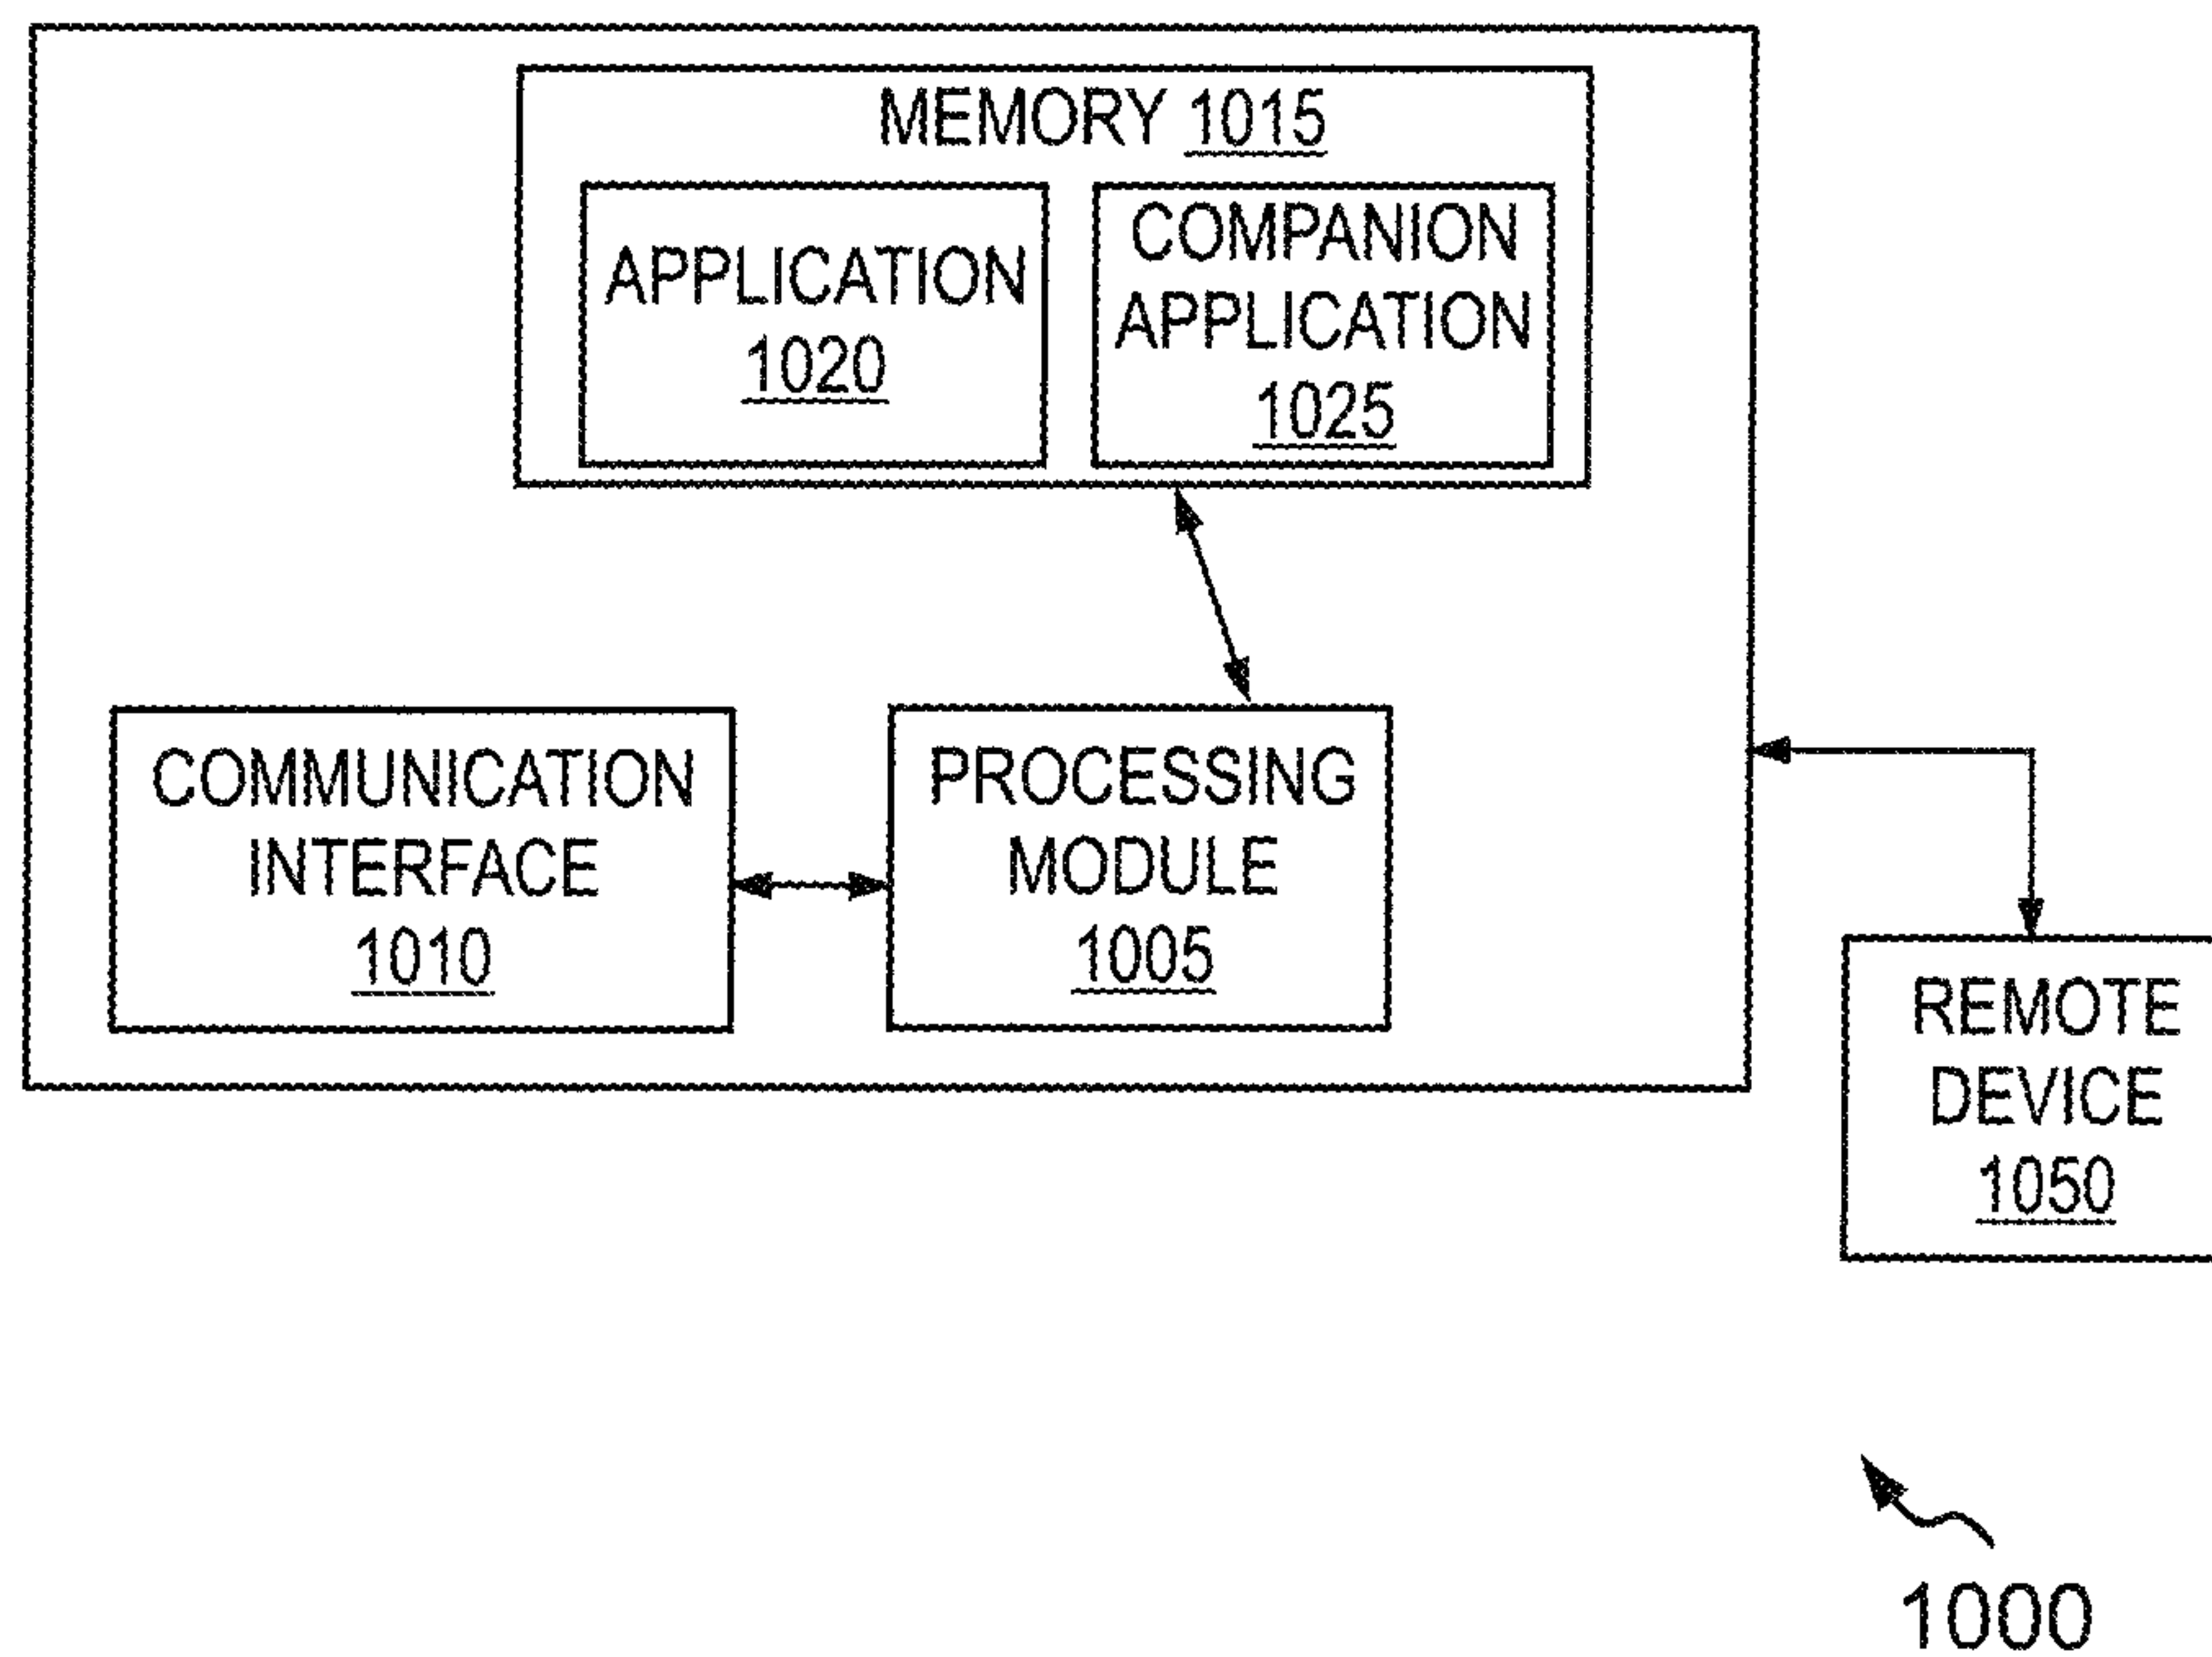 MEMORY 1015
APPLICATION
1020
COMPANION
APPLICATION
1025
COMMUNICATION
INTERFACE
1010
PROCESSING
MODULE
1005
REMOTE
DEVICE
1050
1000